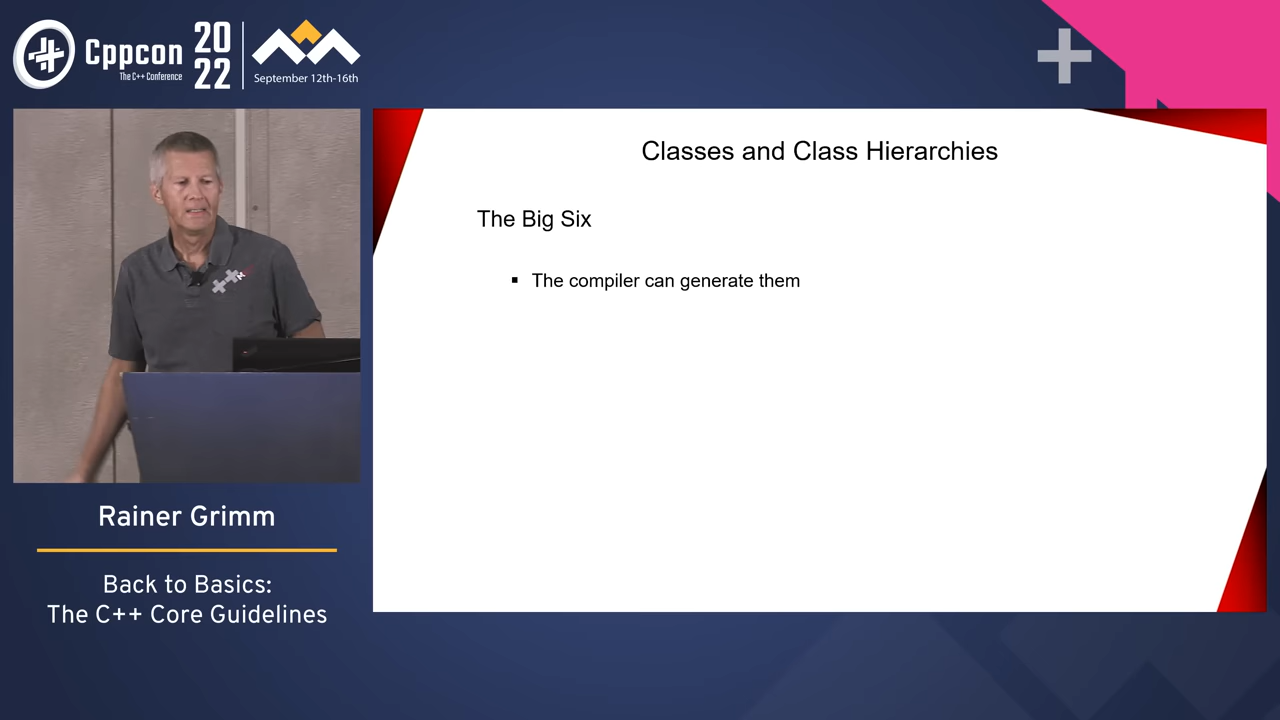 Cppcon
The C++ Conference
20
22
September 12th-16th
Classes and Class Hierarchies
The Big Six
▪ The compiler can generate them
Rainer Grimm
Back to Basics:
The C++ Core Guidelines